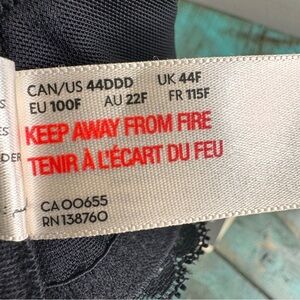 CAN/US 44DDD UK 44F
EU 100F AU 22F FR 115F
KEEP AWAY FROM FIRE
TENIR À L'ÉCART DU FEU
CA 00655
RN 138760